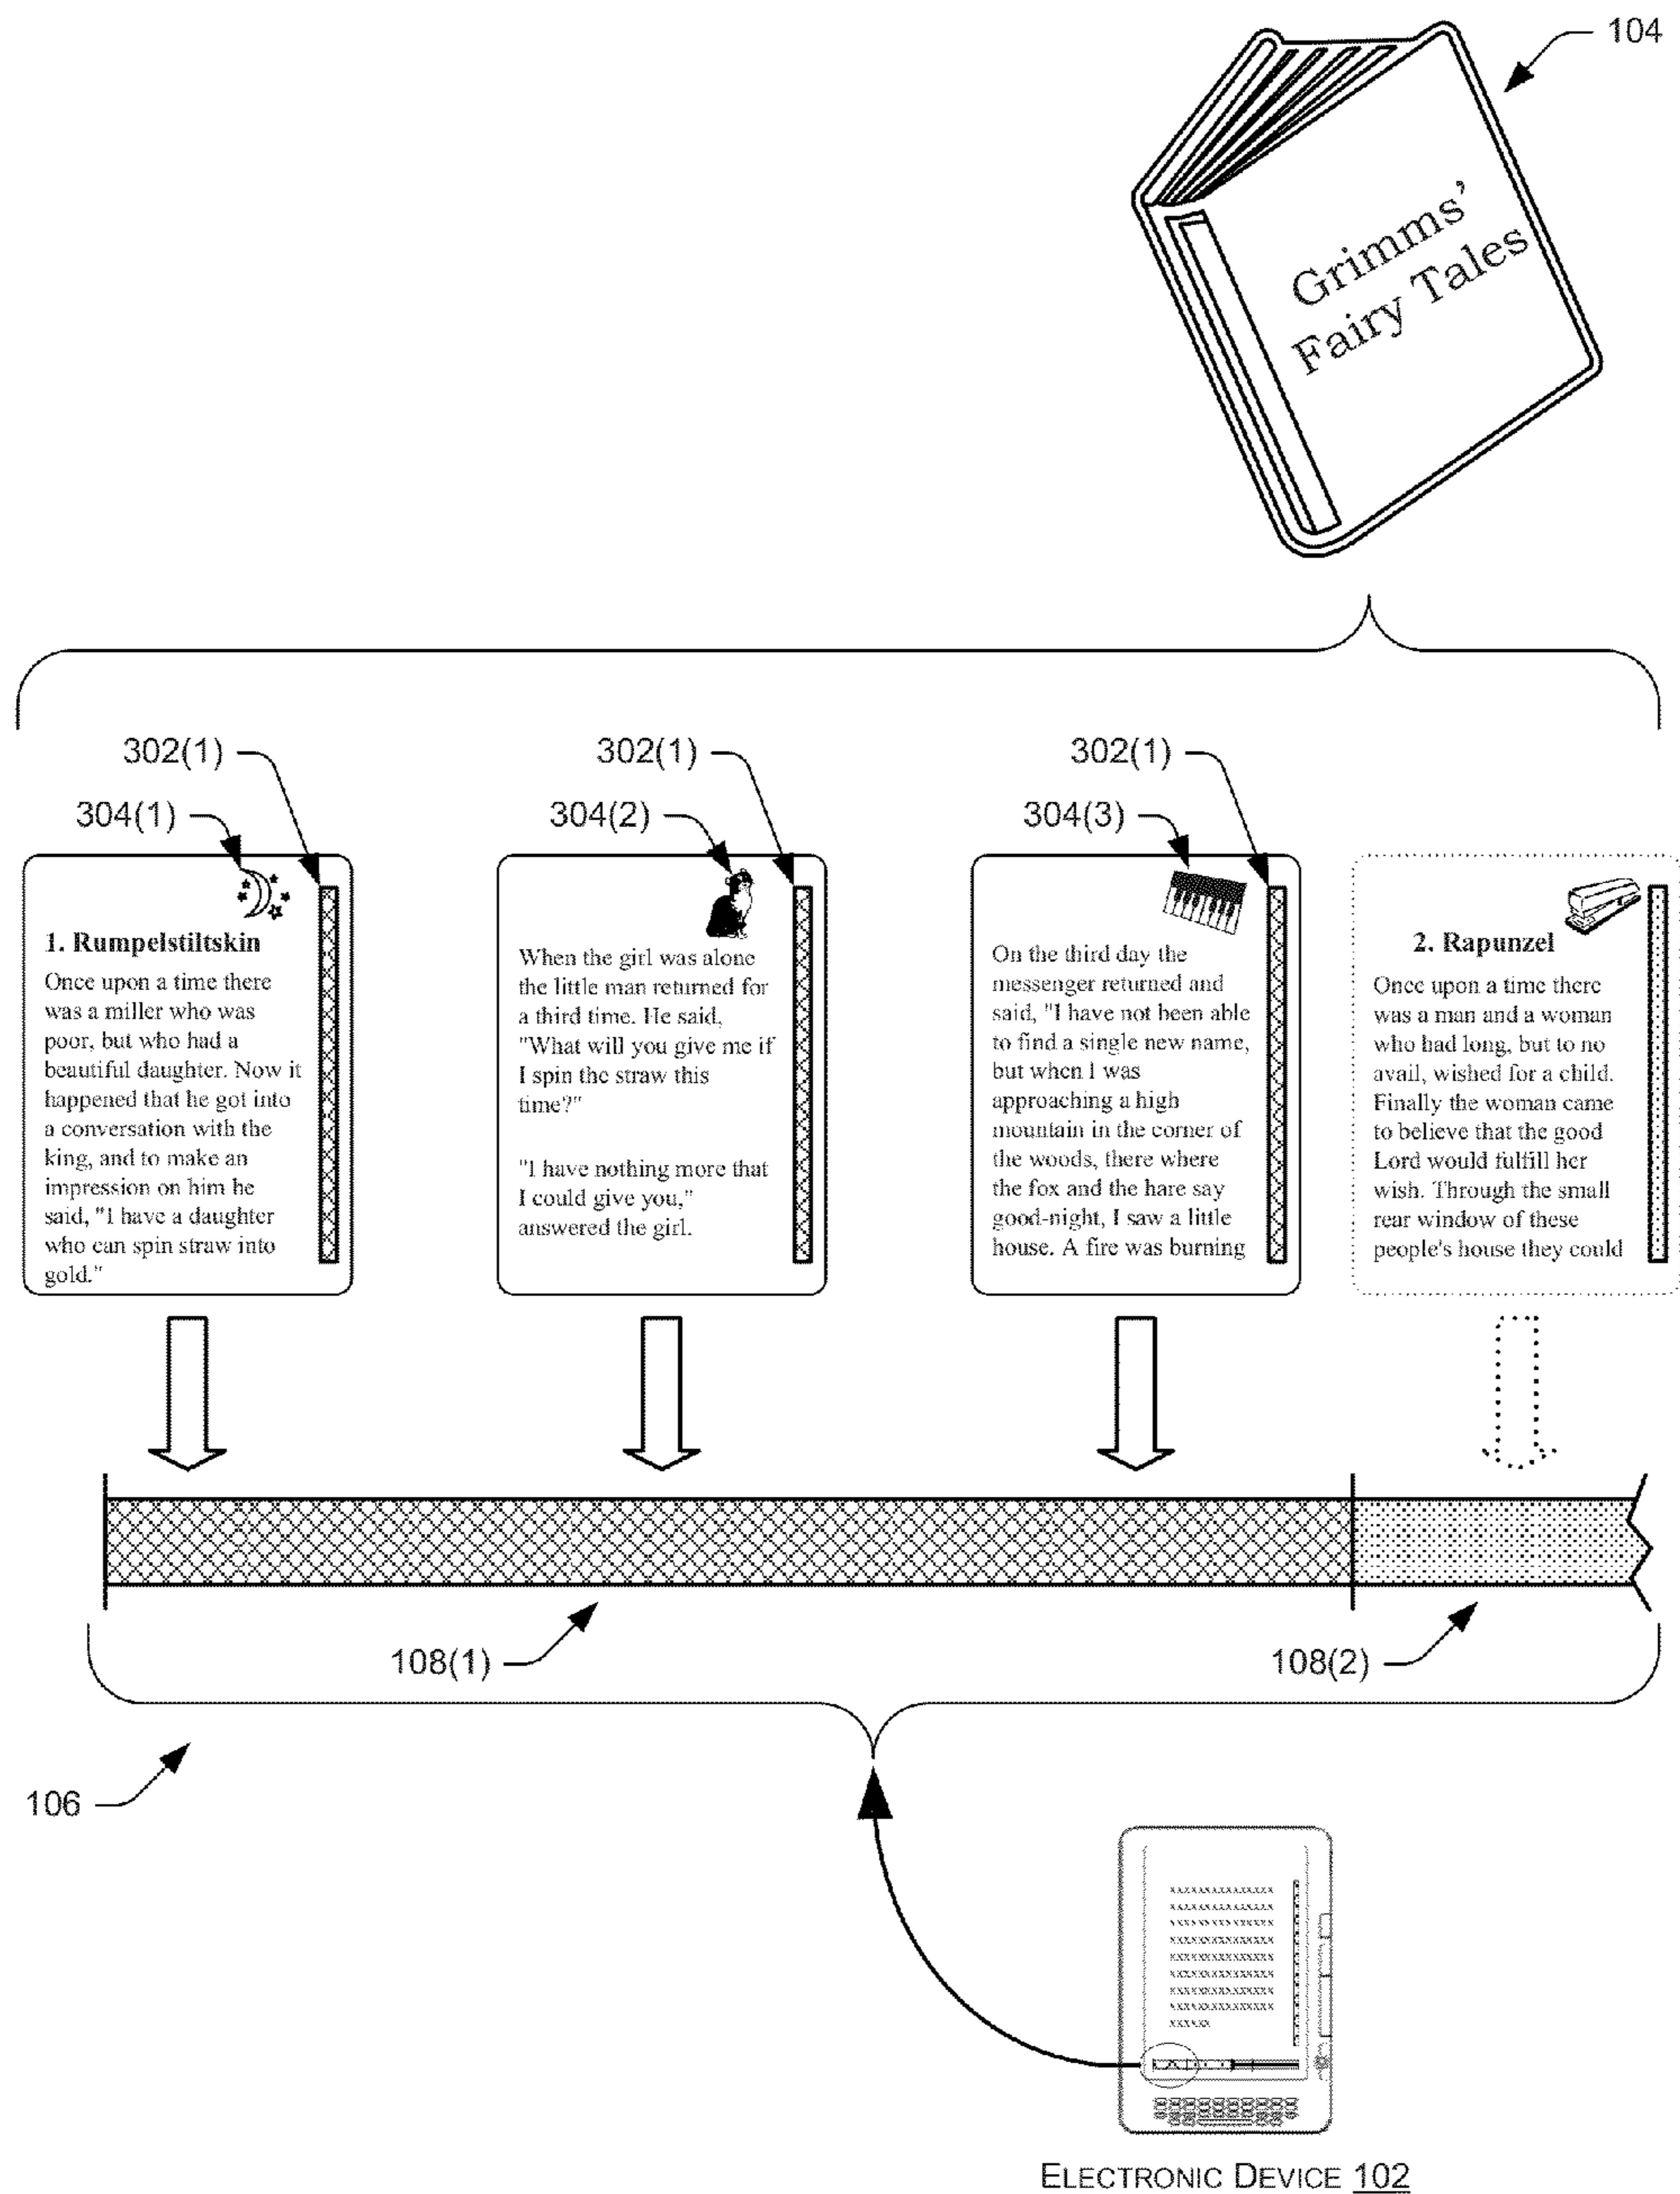 104
Grimms'
Fairy Tales
302(1)
304(1)
302(1)
304(2)
302(1)
304(3)
1. Rumpelstiltskin
Once upon a time there
was a miller who was
poor, but who had a
beautiful daughter. Now it
happened that he got into
a conversation with the
king, and to make an
impression on him he
said, "I have a daughter
who can spin straw into
gold."
When the girl was alone
the little man returned for
a third time. He said,
"What will you give me if
I spin the straw this
time?"
"I have nothing more that
I could give you,"
answered the girl.
On the third day the
messenger returned and
said, "I have not been able
to find a single new name,
but when I was
approaching a high
mountain in the corner of
the woods, there where
the fox and the hare say
good-night, I saw a little
house. A fire was burning
2. Rapunzel
Once upon a time there
was a man and a woman
who had long, but to no
avail, wished for a child.
Finally the woman came
to believe that the good
Lord would fulfill her
wish. Through the small
rear window of these
people's house they could
108(1)
108(2)
106
ELECTRONIC DEVICE 102